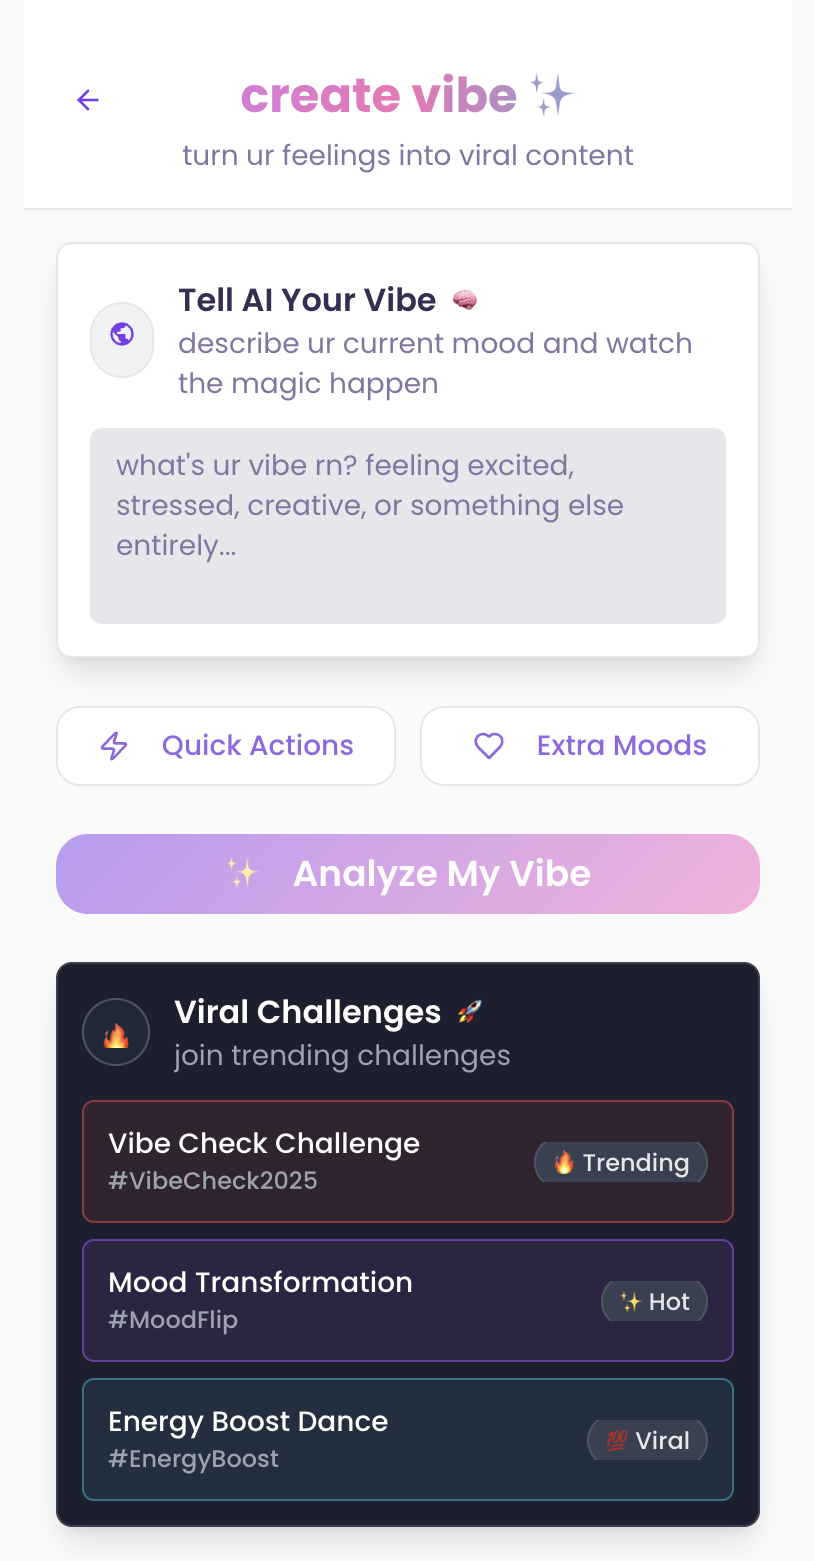 create vibe ✨
turn ur feelings into viral content
Tell AI Your Vibe 🧠
describe ur current mood and watch
the magic happen
what's ur vibe rn? feeling excited,
stressed, creative, or something else
entirely...
Quick Actions
Extra Moods
✨ Analyze My Vibe
Viral Challenges 🚀
join trending challenges
Vibe Check Challenge
#VibeCheck2025
🔥 Trending
Mood Transformation
#MoodFlip
✨ Hot
Energy Boost Dance
#EnergyBoost
💯 Viral